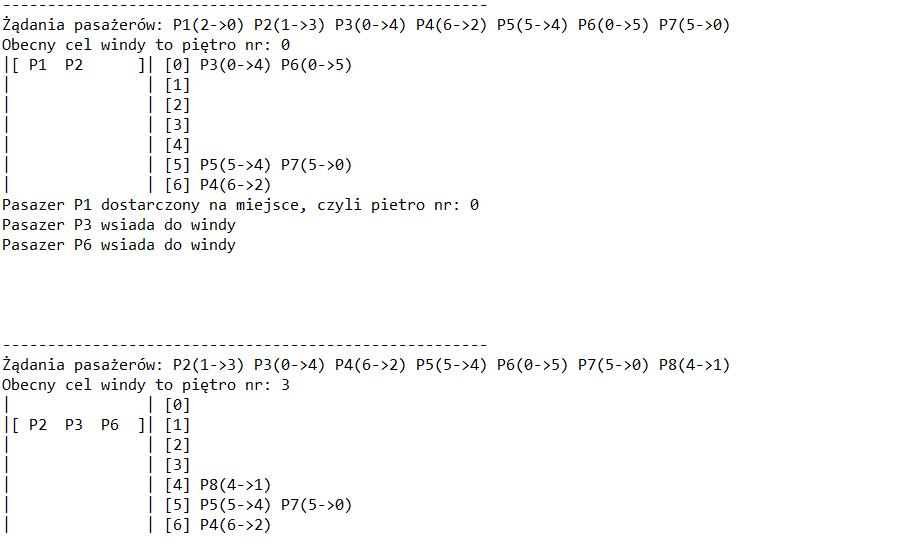 ------------------------------------------------------
Żądania pasażerów: P1(2->0) P2(1->3) P3(0->4) P4(6->2) P5(5->4) P6(0->5) P7(5->0)
Obecny cel windy to piętro nr: 0
|[ P1  P2      ]| [0] P3(0->4) P6(0->5)
|               | [1]
|               | [2]
|               | [3]
|               | [4]
|               | [5] P5(5->4) P7(5->0)
|               | [6] P4(6->2)
Pasazer P1 dostarczony na miejsce, czyli pietro nr: 0
Pasazer P3 wsiada do windy
Pasazer P6 wsiada do windy
------------------------------------------------------
Żądania pasażerów: P2(1->3) P3(0->4) P4(6->2) P5(5->4) P6(0->5) P7(5->0) P8(4->1)
Obecny cel windy to piętro nr: 3
|               | [0]
|[ P2  P3  P6  ]| [1]
|               | [2]
|               | [3]
|               | [4] P8(4->1)
|               | [5] P5(5->4) P7(5->0)
|               | [6] P4(6->2)